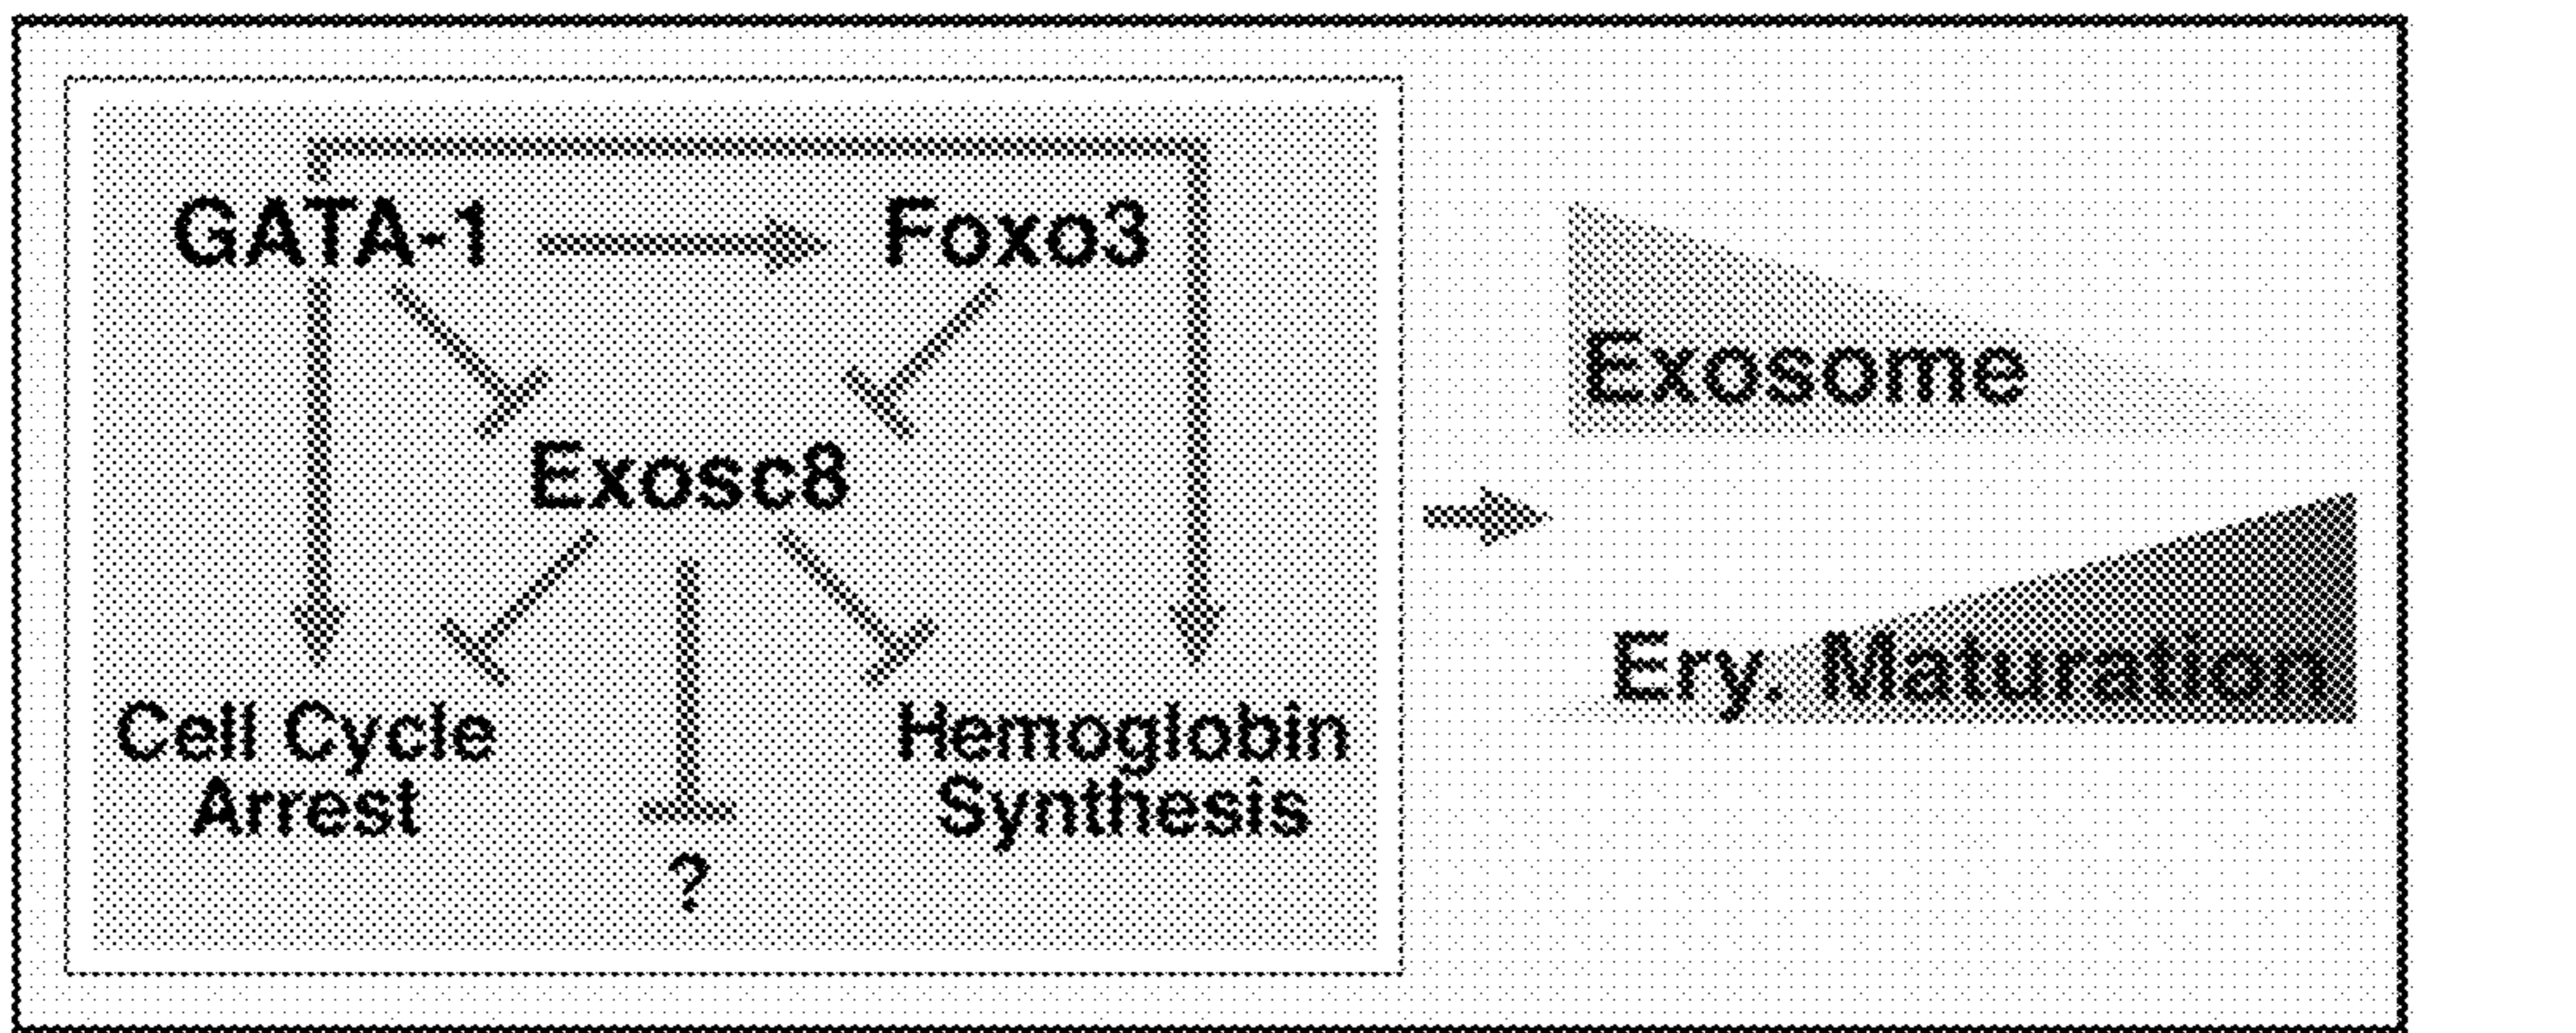 GATA-1
Foxo3
Exosc8
Cell Cycle
Arrest
?
Hemoglobin
Synthesis
Exosome
Ery. Maturation